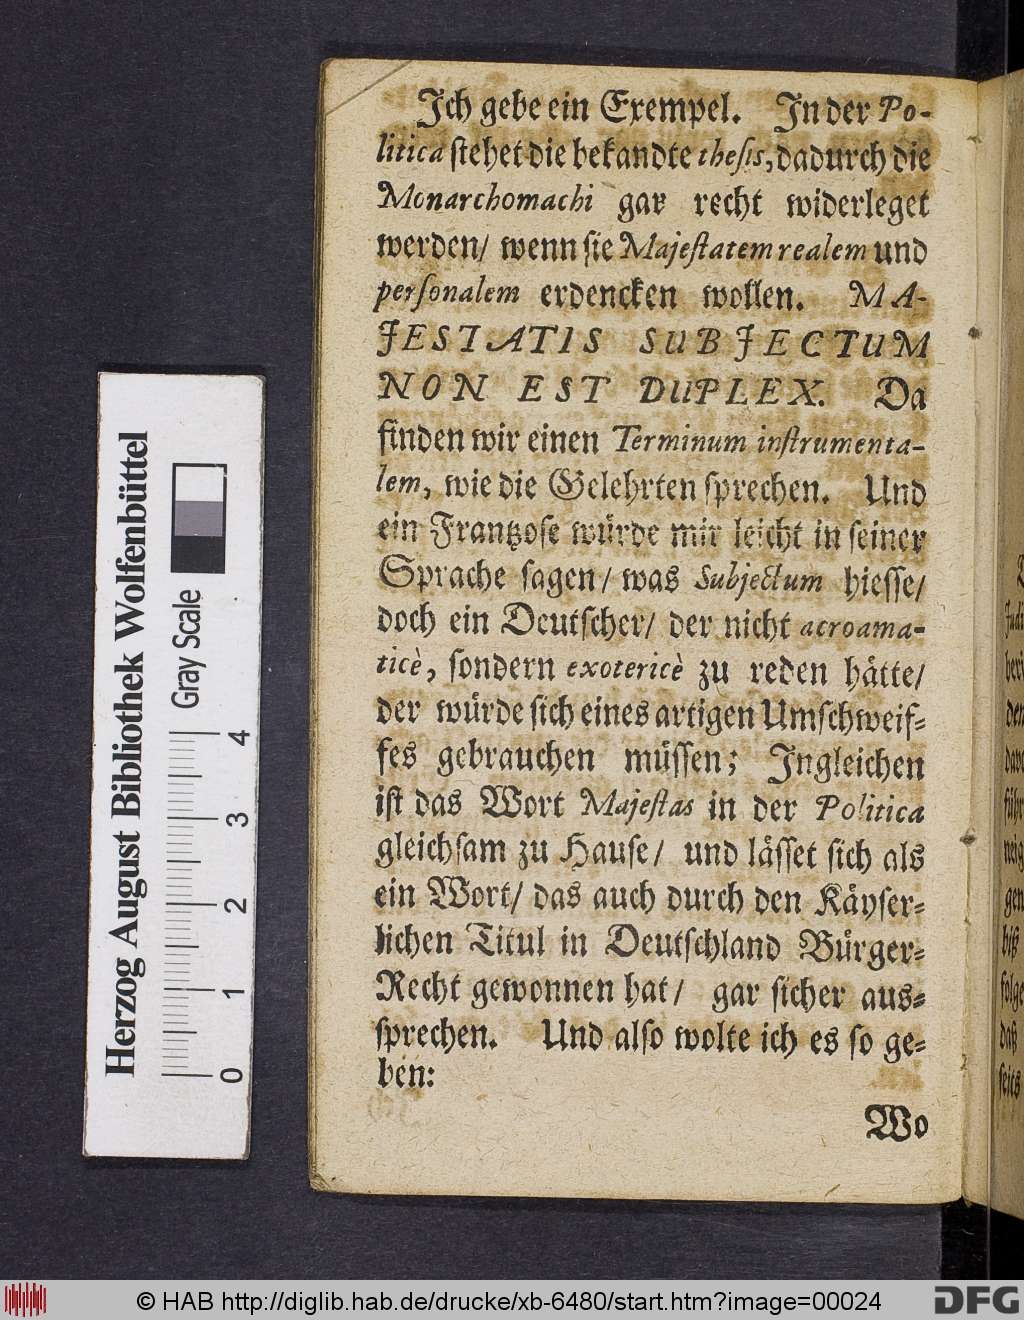 Ich gebe ein Exempel. In der Po-
litica stehet die bekandte thesis, dadurch die
Monarchomachi gar recht widerleget
werden/ wenn sie Majestatem realem und
personalem erdencken wollen. MA-
JESTATIS SUBJECTUM
NON EST DUPLEX. Da
finden wir einen Terminum instrumenta-
lem, wie die Gelehrten sprechen. Und
ein Frantzose würde mir leicht in seiner
Sprache sagen/ was Subjectum hiesse/
doch ein Deutscher/ der nicht acroama-
ticè, sondern exotericè zu reden hätte/
der würde sich eines artigen Umschweif-
fes gebrauchen müssen; Ingleichen
ist das Wort Majestas in der Politica
gleichsam zu Hause/ und lässet sich als
ein Wort/ das auch durch den Käyser-
lichen Titul in Deutschland Bürger-
Recht gewonnen hat/ gar sicher aus-
sprechen. Und also wolte ich es so ge-
ben:
Wo
Herzog August Bibliothek Wolfenbüttel
Gray Scale
0 1 2 3 4
© HAB http://diglib.hab.de/drucke/xb-6480/start.htm?image=00024
DFG